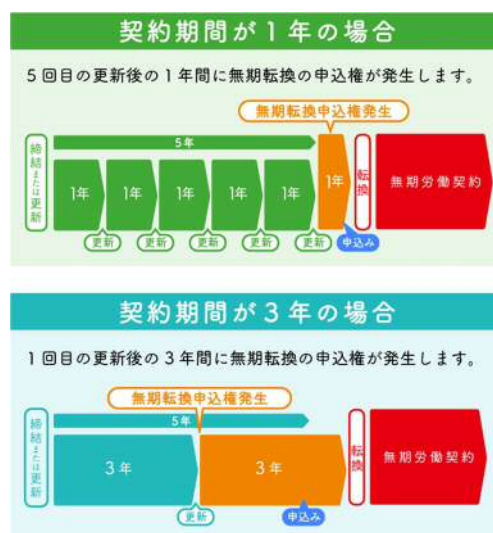 契約期間が1年の場合
5回目の更新後の1年間に無期転換の申込権が発生します。
無期転換申込権発生
5年
締結または更新
1年
1年
1年
1年
1年
1年
転換
無期労働契約
更新
更新
更新
更新
更新
申込み
契約期間が3年の場合
1回目の更新後の3年間に無期転換の申込権が発生します。
無期転換申込権発生
5年
締結または更新
3年
3年
転換
無期労働契約
更新
申込み